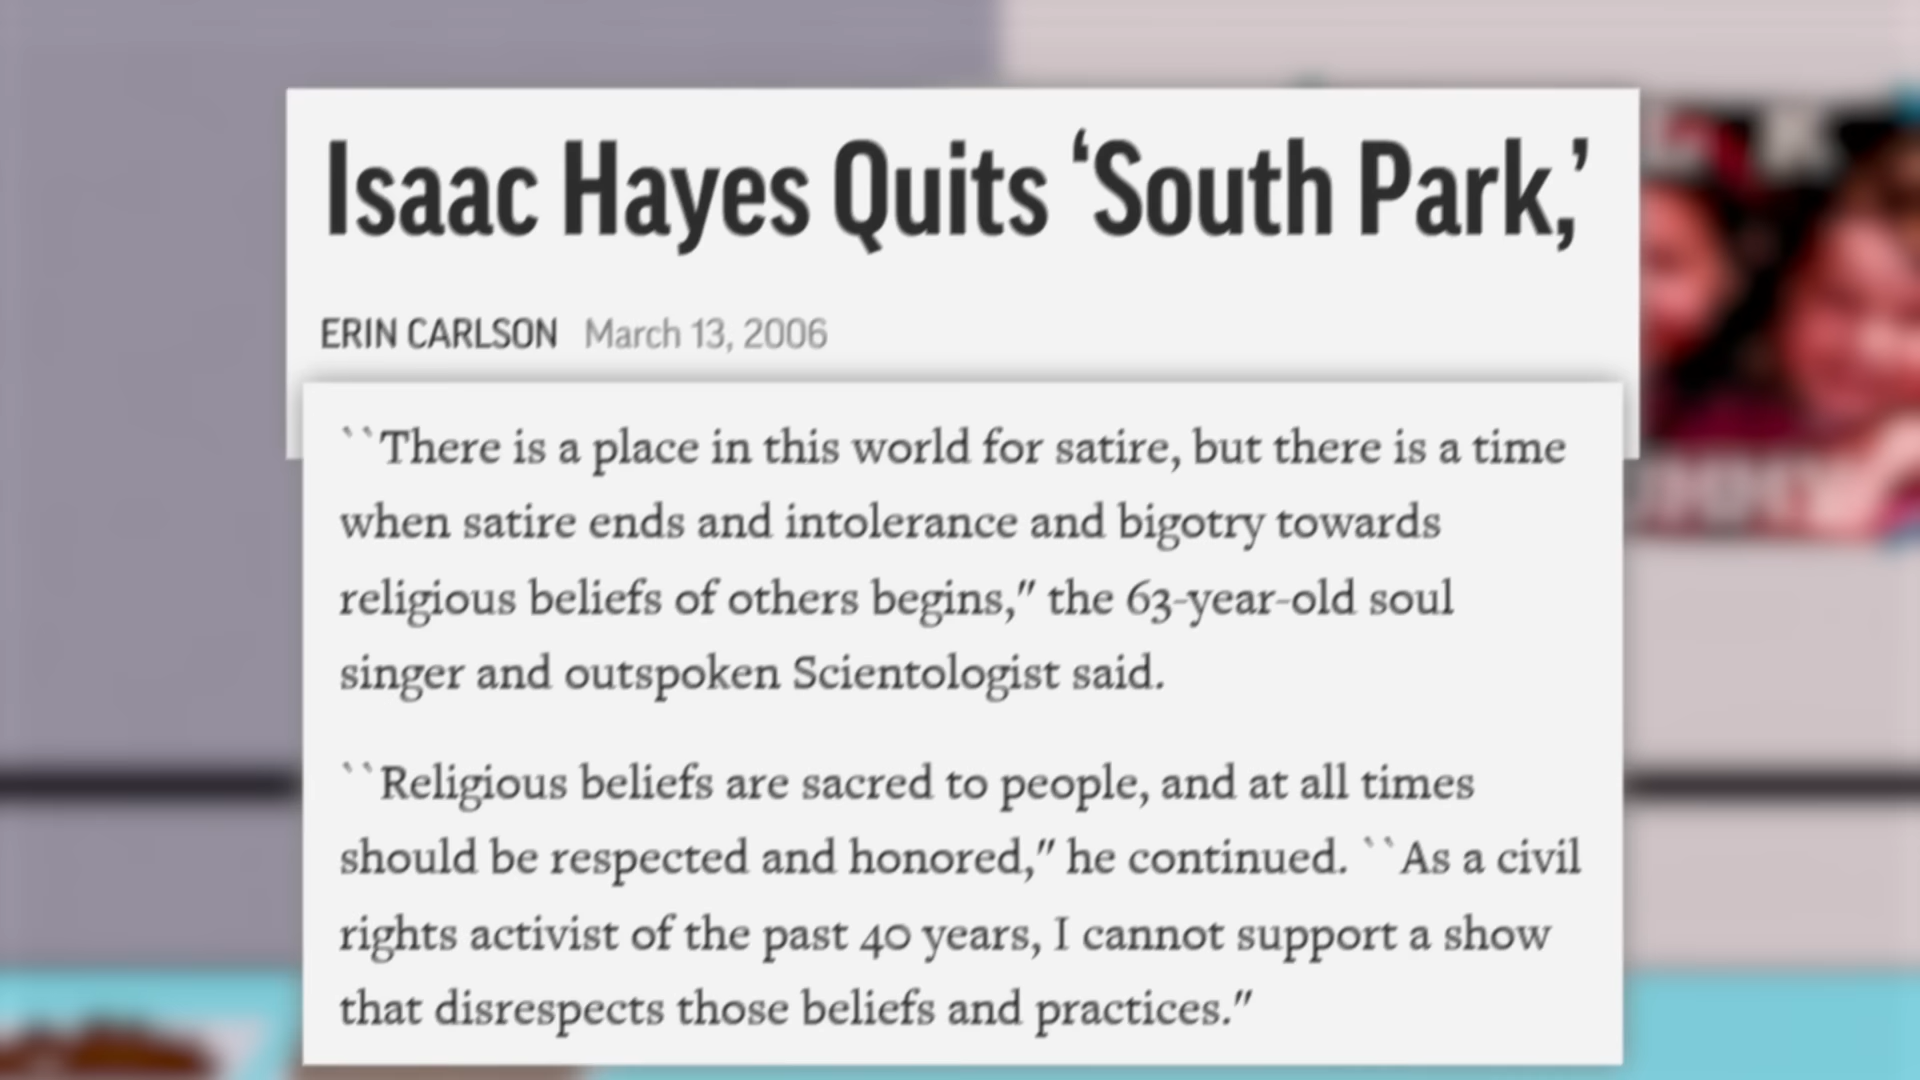 Isaac Hayes Quits ‘South Park,’
ERIN CARLSON March 13, 2006
``There is a place in this world for satire, but there is a time
when satire ends and intolerance and bigotry towards
religious beliefs of others begins," the 63-year-old soul
singer and outspoken Scientologist said.
``Religious beliefs are sacred to people, and at all times
should be respected and honored," he continued. ``As a civil
rights activist of the past 40 years, I cannot support a show
that disrespects those beliefs and practices."